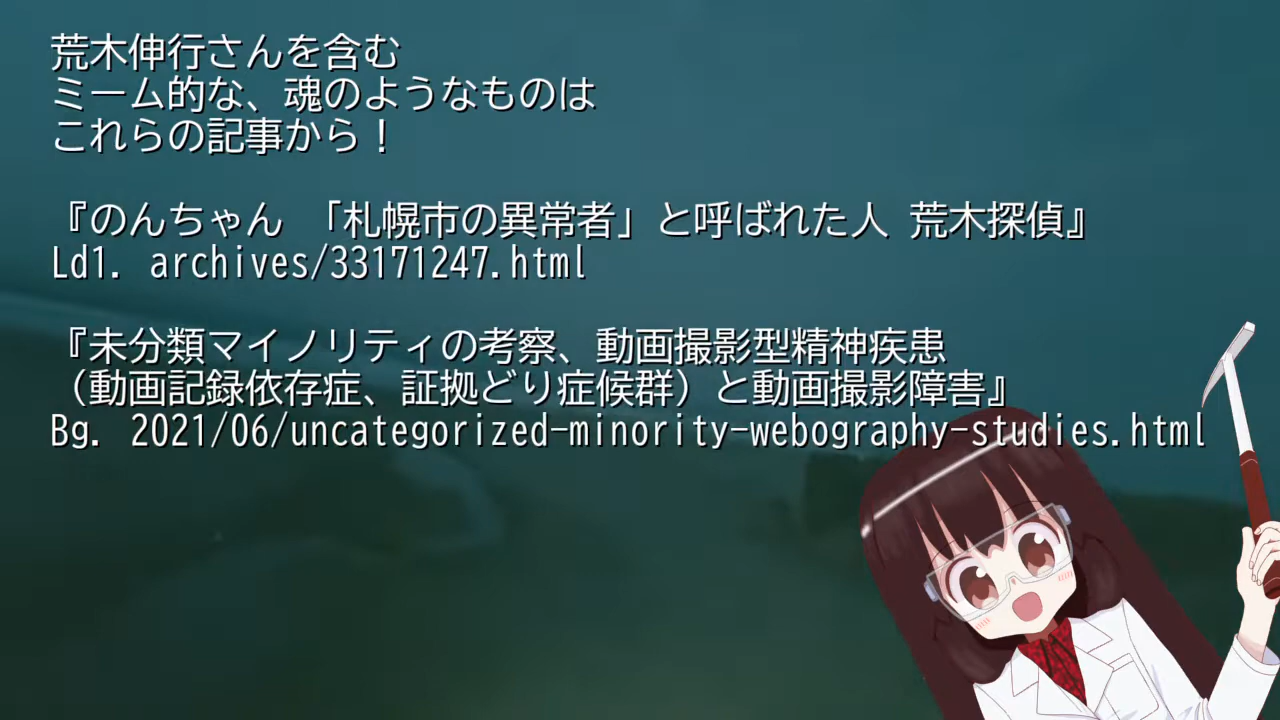 荒木伸行さんを含む
ミーム的な、魂のようなものは
これらの記事から！
『のんちゃん 「札幌市の異常者」と呼ばれた人 荒木探偵』
Ld1. archives/33171247.html
『未分類マイノリティの考察、動画撮影型精神疾患
（動画記録依存症、証拠どり症候群）と動画撮影障害』
Bg. 2021/06/uncategorized-minority-webography-studies.html